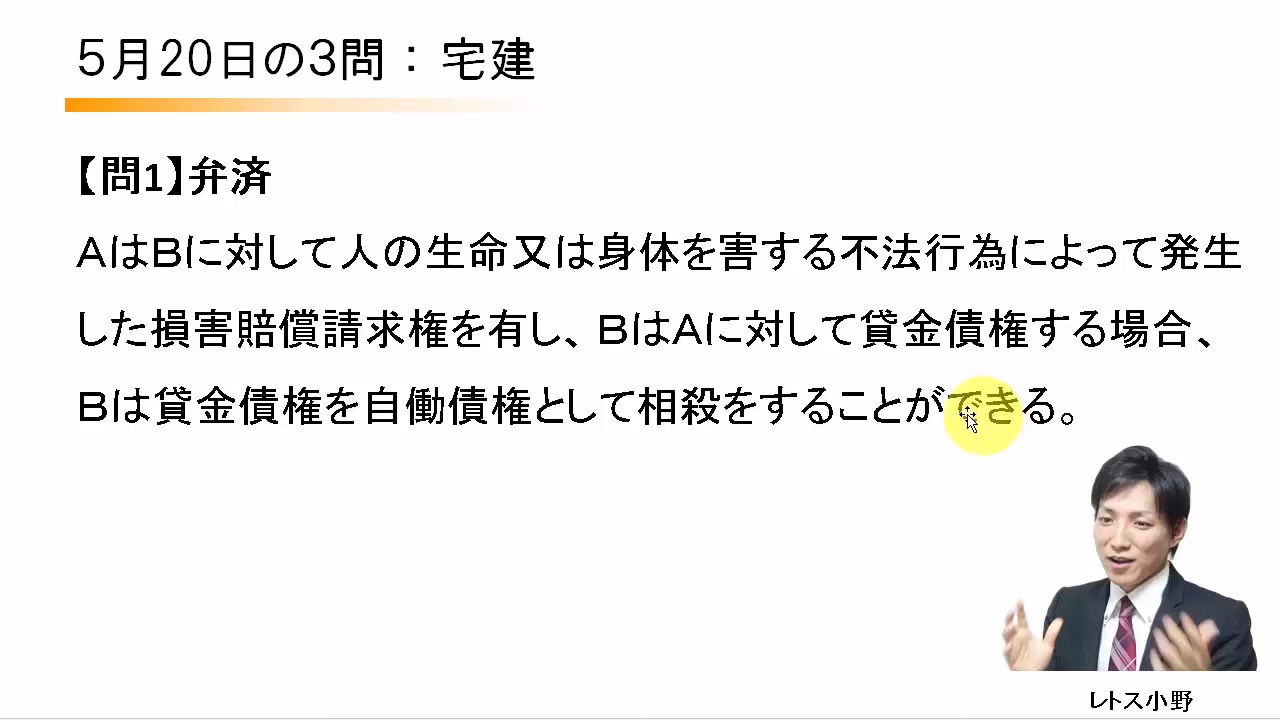 5月20日の3問：宅建
【問1】弁済
AはBに対して人の生命又は身体を害する不法行為によって発生
した損害賠償請求権を有し、BはAに対して貸金債権する場合、
Bは貸金債権を自働債権として相殺をすることができる。
レトス小野